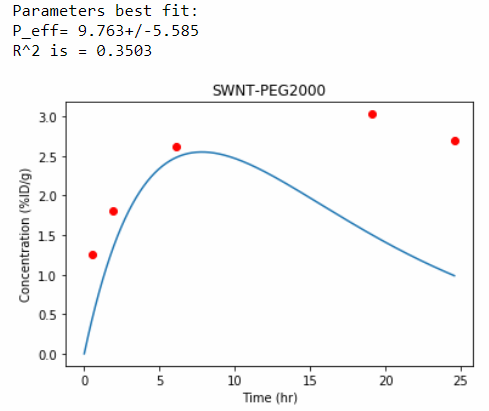 Parameters best fit:
P_eff= 9.763+/-5.585
R^2 is = 0.3503
SWNT-PEG2000
3.0
2.5
2.0
1.5
1.0
0.5
0.0
Concentration (%ID/g)
0 5 10 15 20 25
Time (hr)